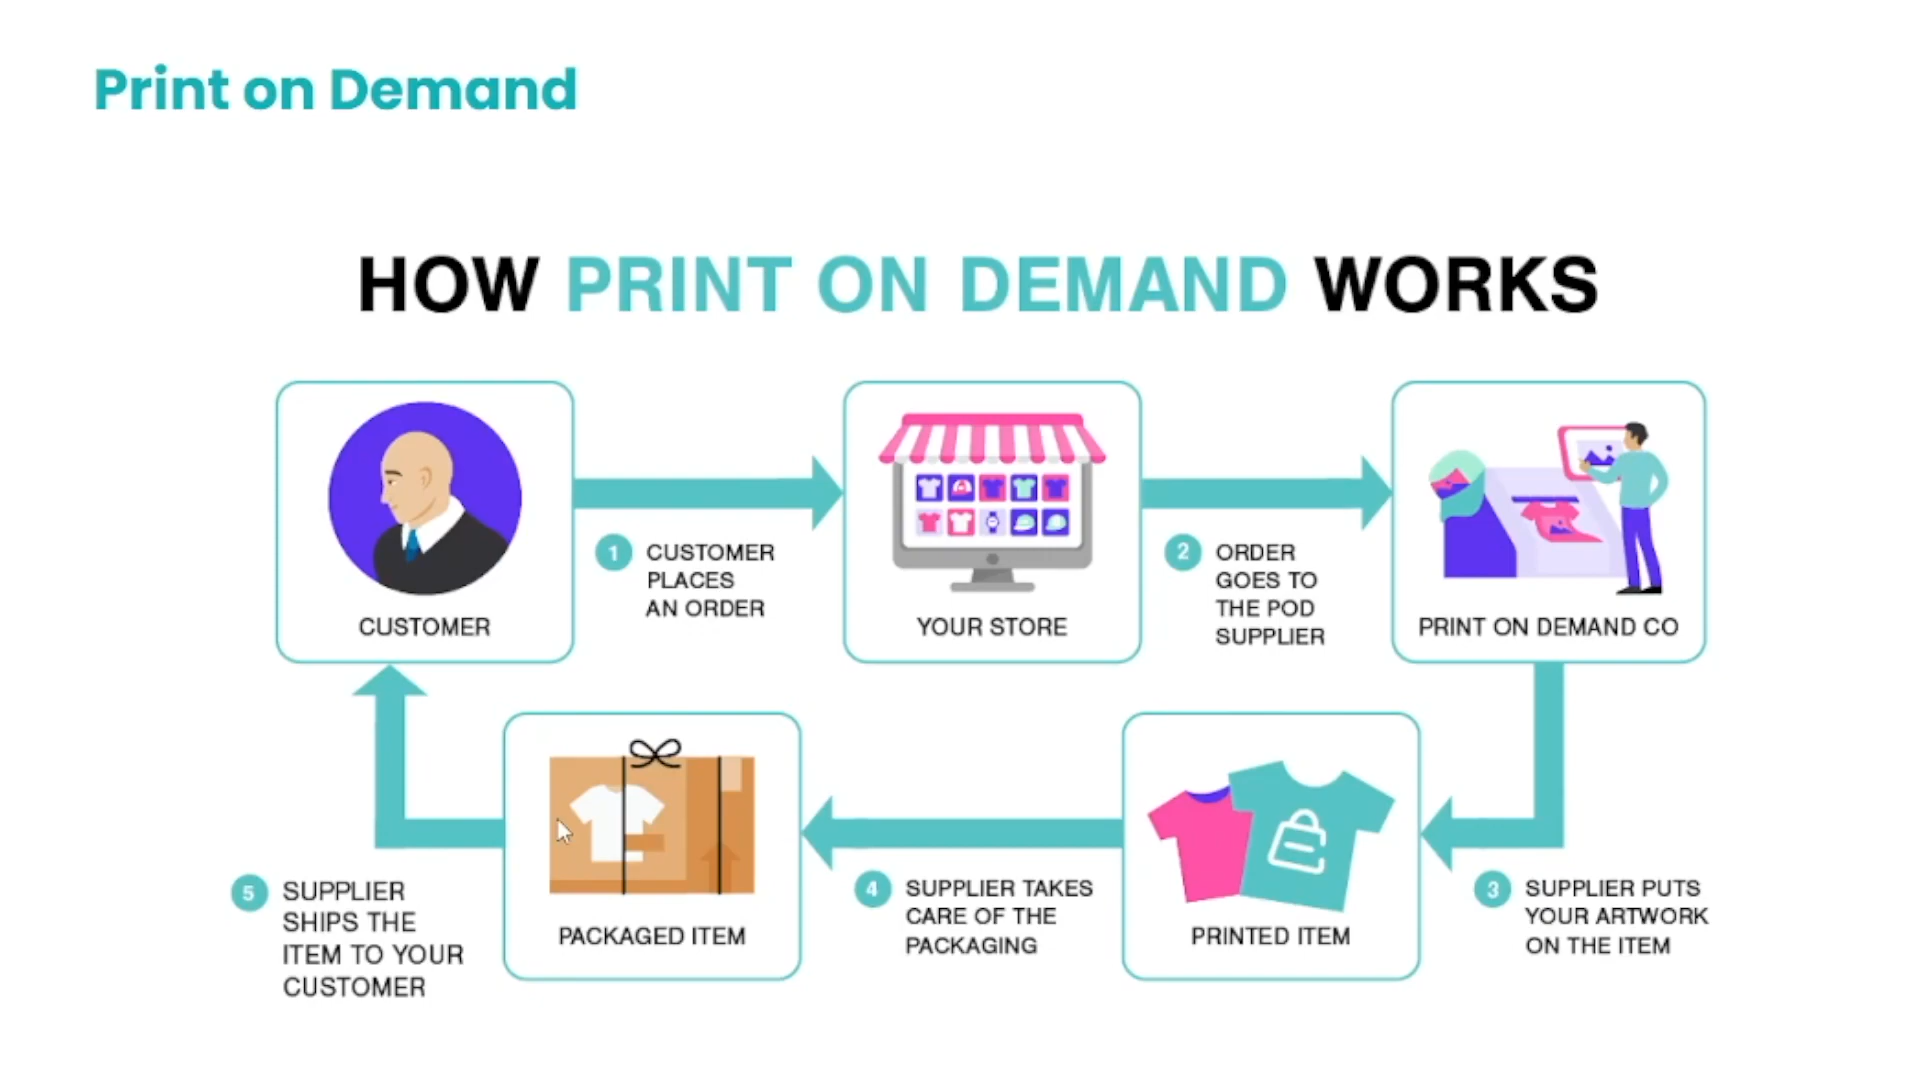 Print on Demand
HOW PRINT ON DEMAND WORKS
CUSTOMER
1
CUSTOMER
PLACES
AN ORDER
YOUR STORE
2
ORDER
GOES TO
THE POD
SUPPLIER
PRINT ON DEMAND CO
3
SUPPLIER PUTS
YOUR ARTWORK
ON THE ITEM
PRINTED ITEM
4
SUPPLIER TAKES
CARE OF THE
PACKAGING
PACKAGED ITEM
5
SUPPLIER
SHIPS THE
ITEM TO YOUR
CUSTOMER